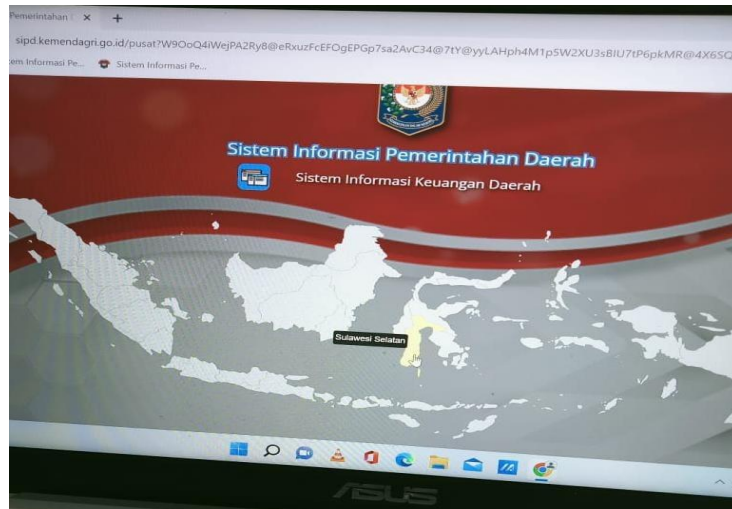 Pemerintahan
sipd.kemendagri.go.id/pusat?W9OoQ4iWejPA2Ry8@eRxuzFcEFOgEPGp7sa2AvC34@7tY@yyLAHph4M1p5W2XU3sBIU7tP6pkMR@4X6SQ
em Informasi Pe... Sistem Informasi Pe...
Sistem Informasi Pemerintahan Daerah
Sistem Informasi Keuangan Daerah
Sulawesi Selatan
ASUS